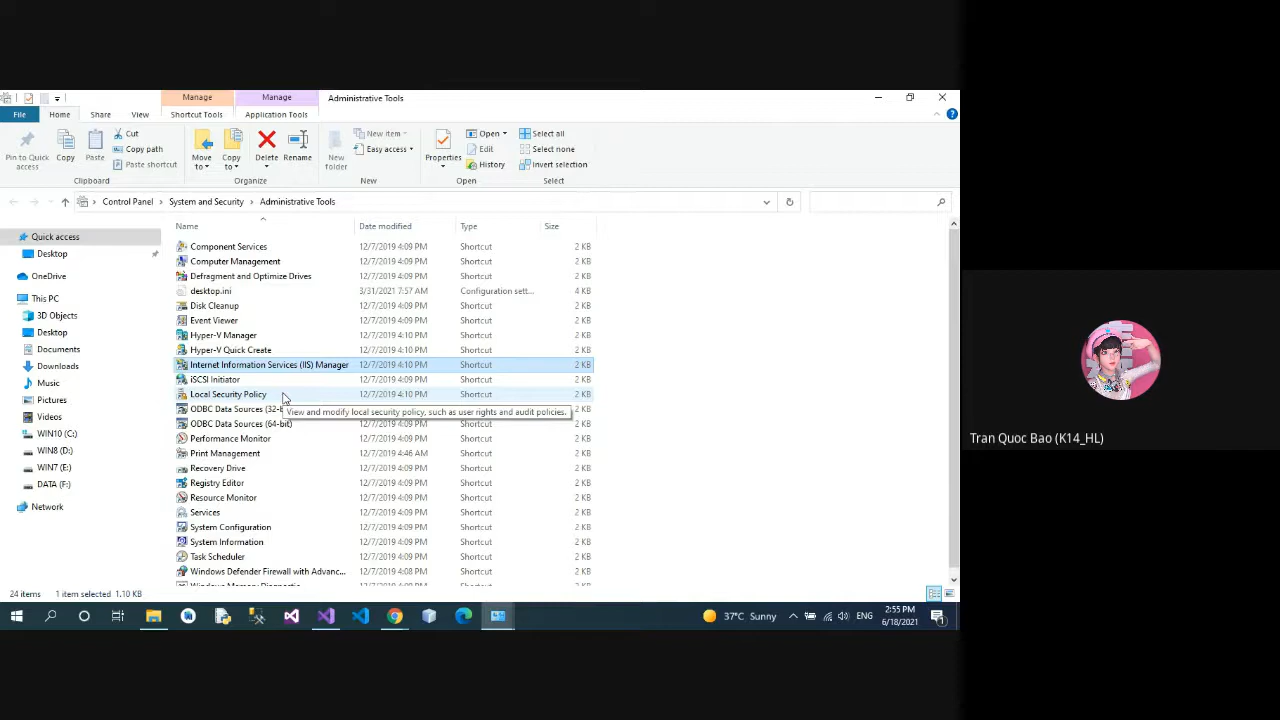 Manage
Manage
Administrative Tools
File
Home
Share
View
Shortcut Tools
Application Tools
Pin to Quick access
Copy
Paste
Cut
Copy path
Paste shortcut
Clipboard
Move to
Copy to
Delete
Rename
Organize
New folder
New item
Easy access
New
Properties
Open
Edit
History
Open
Select all
Select none
Invert selection
Select
Control Panel > System and Security > Administrative Tools
Quick access
Desktop
OneDrive
This PC
3D Objects
Desktop
Documents
Downloads
Music
Pictures
Videos
WIN10 (C:)
WIN8 (D:)
WIN7 (E:)
DATA (F:)
Network
Name Date modified Type Size
Component Services 12/7/2019 4:09 PM Shortcut 2 KB
Computer Management 12/7/2019 4:09 PM Shortcut 2 KB
Defragment and Optimize Drives 12/7/2019 4:09 PM Shortcut 2 KB
desktop.ini 3/31/2021 7:57 AM Configuration sett... 4 KB
Disk Cleanup 12/7/2019 4:09 PM Shortcut 2 KB
Event Viewer 12/7/2019 4:09 PM Shortcut 2 KB
Hyper-V Manager 12/7/2019 4:10 PM Shortcut 2 KB
Hyper-V Quick Create 12/7/2019 4:10 PM Shortcut 2 KB
Internet Information Services (IIS) Manager 12/7/2019 4:10 PM Shortcut 2 KB
iSCSI Initiator 12/7/2019 4:09 PM Shortcut 2 KB
Local Security Policy 12/7/2019 4:10 PM Shortcut 2 KB
ODBC Data Sources (32-
View and modify local security policy, such as user rights and audit policies.
2 KB
ODBC Data Sources (64-bit) 12/7/2019 4:09 PM Shortcut 2 KB
Performance Monitor 12/7/2019 4:09 PM Shortcut 2 KB
Print Management 12/7/2019 4:46 AM Shortcut 2 KB
Recovery Drive 12/7/2019 4:09 PM Shortcut 2 KB
Registry Editor 12/7/2019 4:09 PM Shortcut 2 KB
Resource Monitor 12/7/2019 4:09 PM Shortcut 2 KB
Services 12/7/2019 4:09 PM Shortcut 2 KB
System Configuration 12/7/2019 4:09 PM Shortcut 2 KB
System Information 12/7/2019 4:09 PM Shortcut 2 KB
Task Scheduler 12/7/2019 4:09 PM Shortcut 2 KB
Windows Defender Firewall with Advanc... 12/7/2019 4:08 PM Shortcut 2 KB
24 items 1 item selected 1.10 KB
37°C Sunny
ENG
2:55 PM
6/18/2021
1
Tran Quoc Bao (K14_HL)